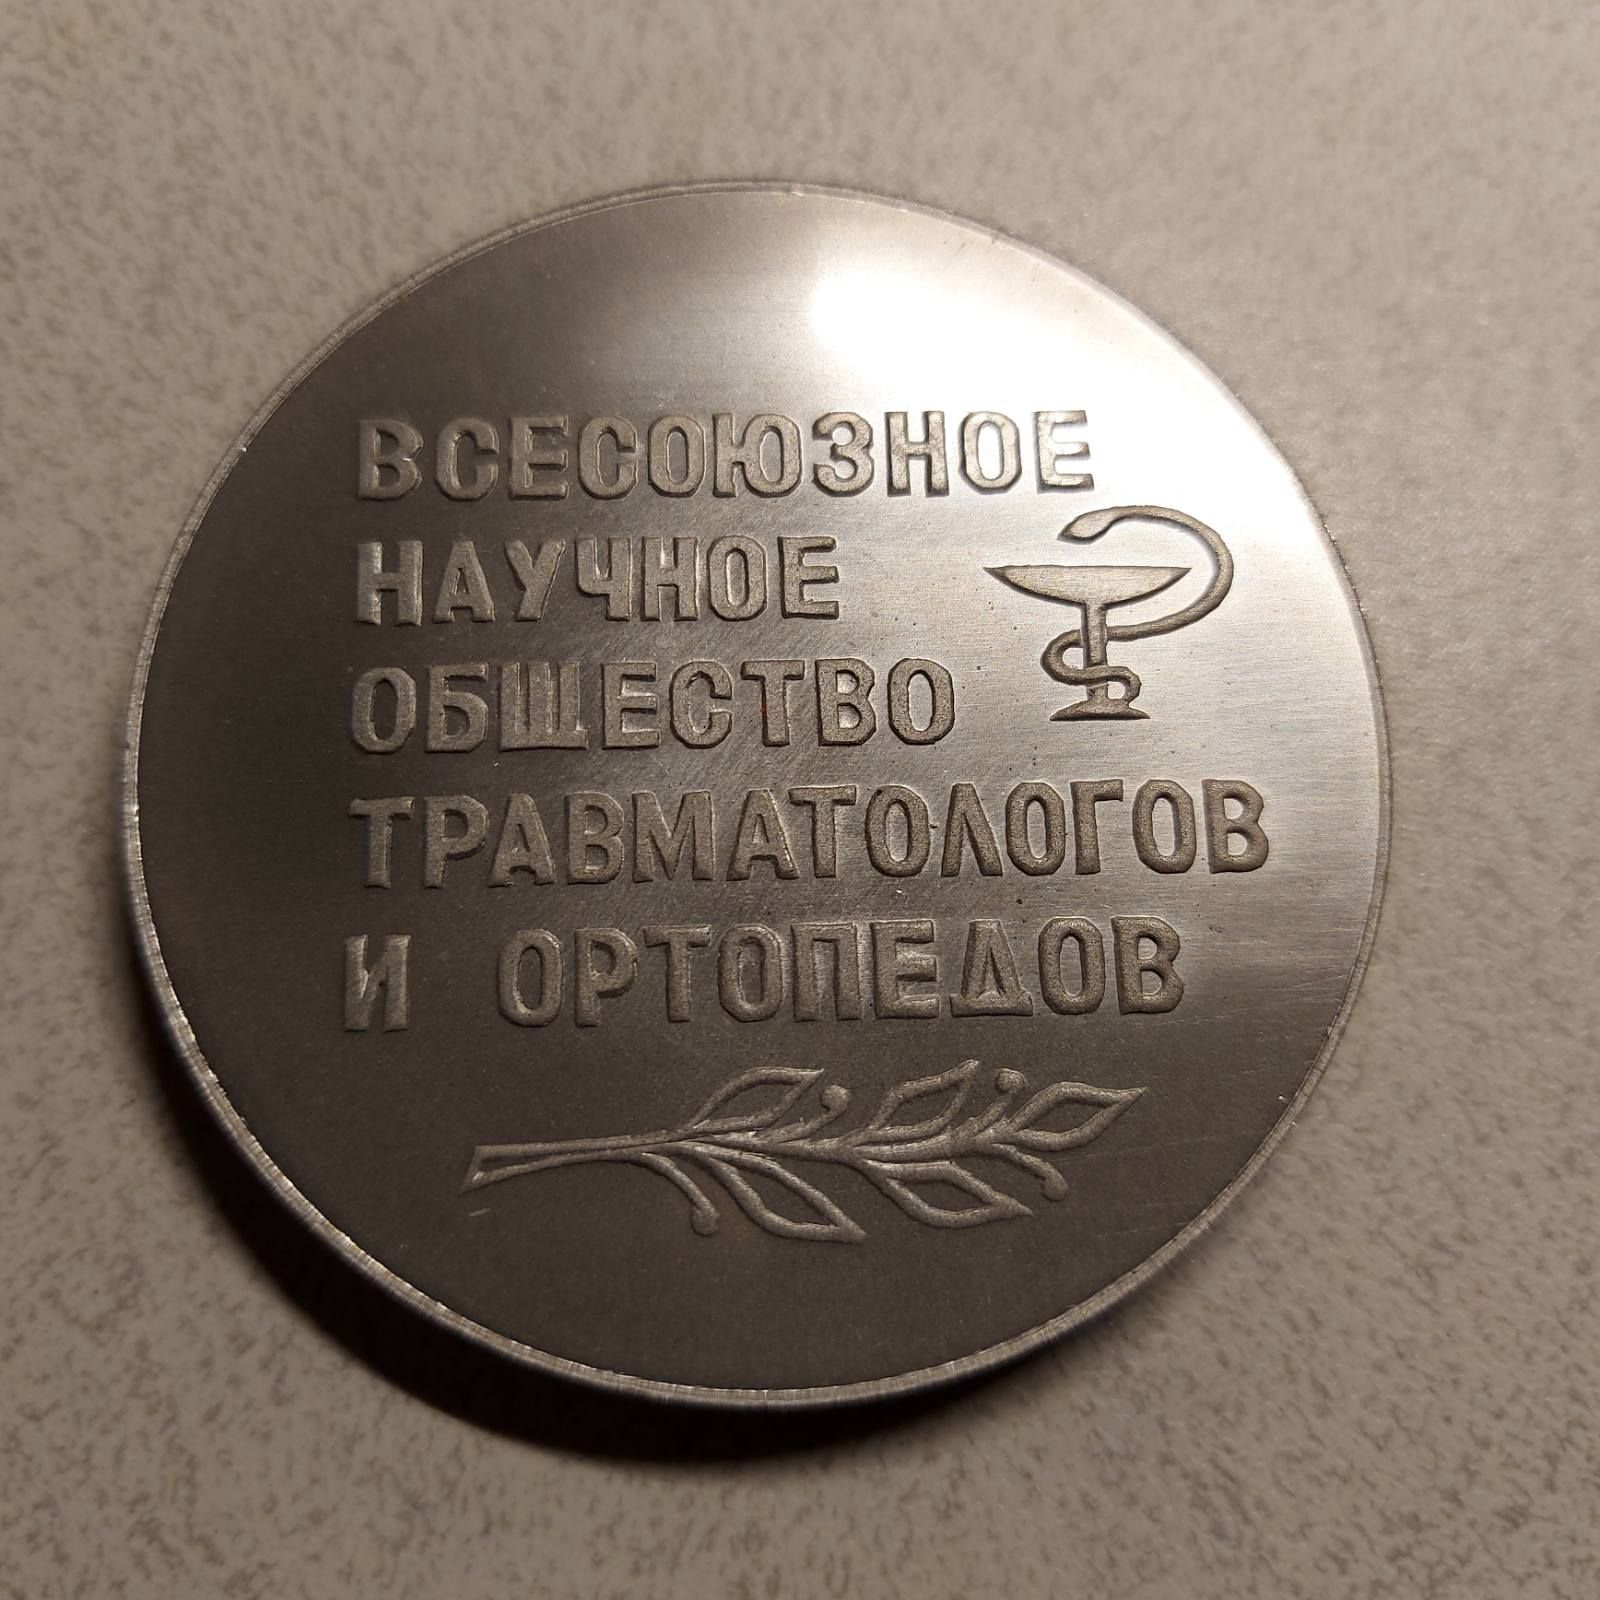 ВСЕСОЮЗНОЕ
НАУЧНОЕ
ОБЩЕСТВО
ТРАВМАТОЛОГОВ
И ОРТОПЕДОВ